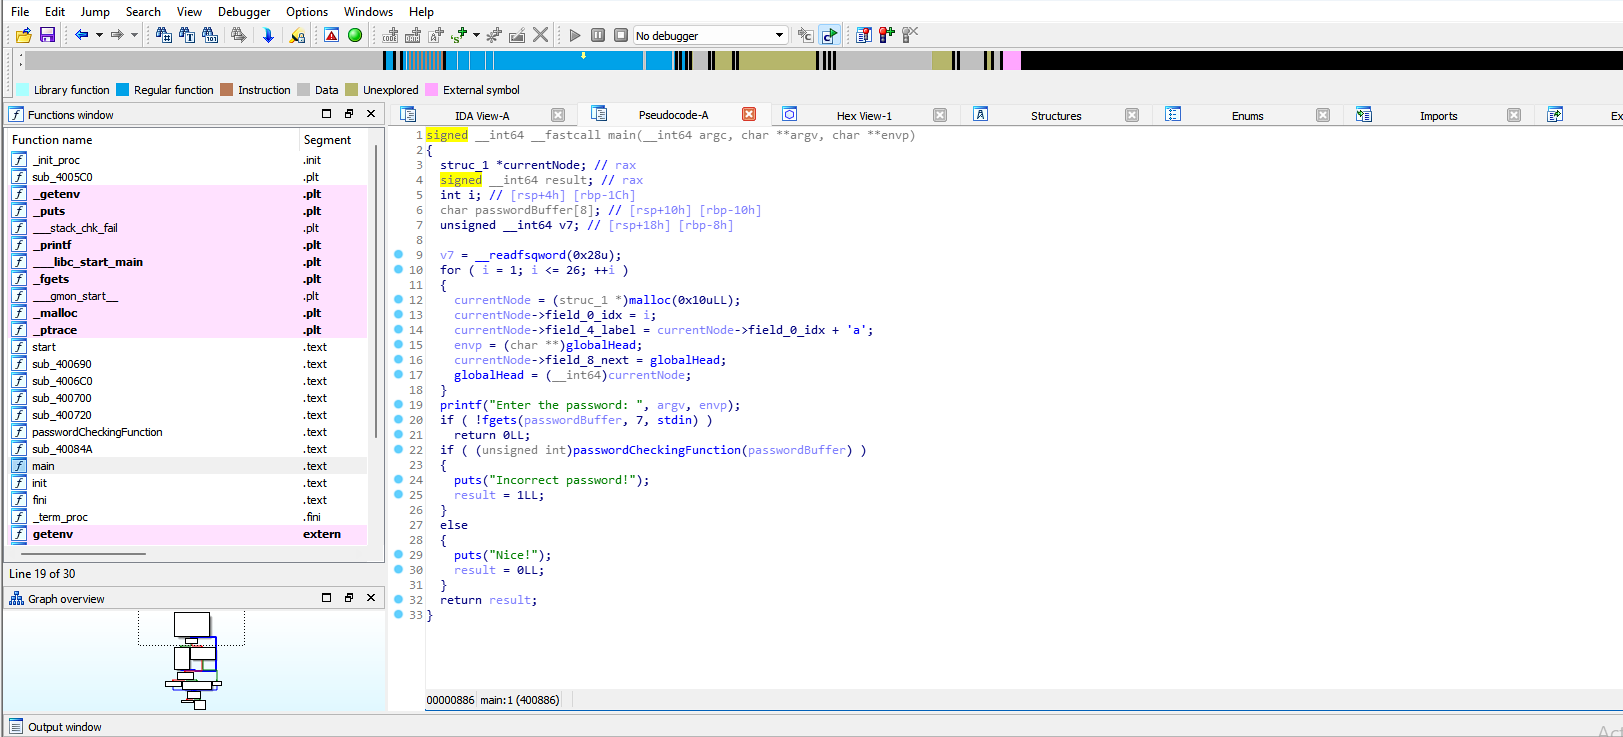 File Edit Jump Search View Debugger Options Windows Help
No debugger
Library function Regular function Instruction Data Unexplored External symbol
Functions window
Function name Segment
_init_proc .init
sub_4005C0 .plt
_getenv .plt
_puts .plt
___stack_chk_fail .plt
_printf .plt
___libc_start_main .plt
_fgets .plt
___gmon_start__ .plt
_malloc .plt
_ptrace .plt
start .text
sub_400690 .text
sub_4006C0 .text
sub_400700 .text
sub_400720 .text
passwordCheckingFunction .text
sub_40084A .text
main .text
init .text
fini .text
_term_proc .fini
getenv extern
Line 19 of 30
Graph overview
IDA View-A Pseudocode-A Hex View-1 Structures Enums Imports Ex
1 signed __int64 __fastcall main(__int64 argc, char **argv, char **envp)
2 {
3 struc_1 *currentNode; // rax
4 signed __int64 result; // rax
5 int i; // [rsp+4h] [rbp-1Ch]
6 char passwordBuffer[8]; // [rsp+10h] [rbp-10h]
7 unsigned __int64 v7; // [rsp+18h] [rbp-8h]
8
9 v7 = __readfsqword(0x28u);
10 for ( i = 1; i <= 26; ++i )
11 {
12 currentNode = (struc_1 *)malloc(0x10uLL);
13 currentNode->field_0_idx = i;
14 currentNode->field_4_label = currentNode->field_0_idx + 'a';
15 envp = (char **)globalHead;
16 currentNode->field_8_next = globalHead;
17 globalHead = (__int64)currentNode;
18 }
19 printf("Enter the password: ", argv, envp);
20 if ( !fgets(passwordBuffer, 7, stdin) )
21 return 0LL;
22 if ( (unsigned int)passwordCheckingFunction(passwordBuffer) )
23 {
24 puts("Incorrect password!");
25 result = 1LL;
26 }
27 else
28 {
29 puts("Nice!");
30 result = 0LL;
31 }
32 return result;
33 }
00000886 main:1 (400886)
Output window
Act